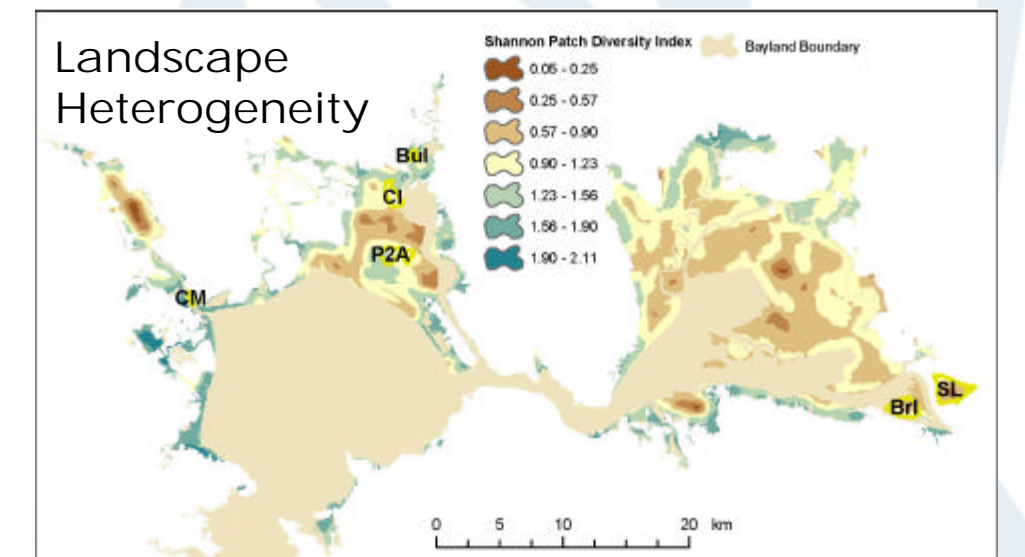 Landscape
Heterogeneity
Shannon Patch Diversity Index
0.05 - 0.25
0.25 - 0.57
0.57 - 0.90
0.90 - 1.23
1.23 - 1.56
1.56 - 1.90
1.90 - 2.11
Bayland Boundary
Bul
CI
P2A
CM
SL
BrI
0 5 10 20 km